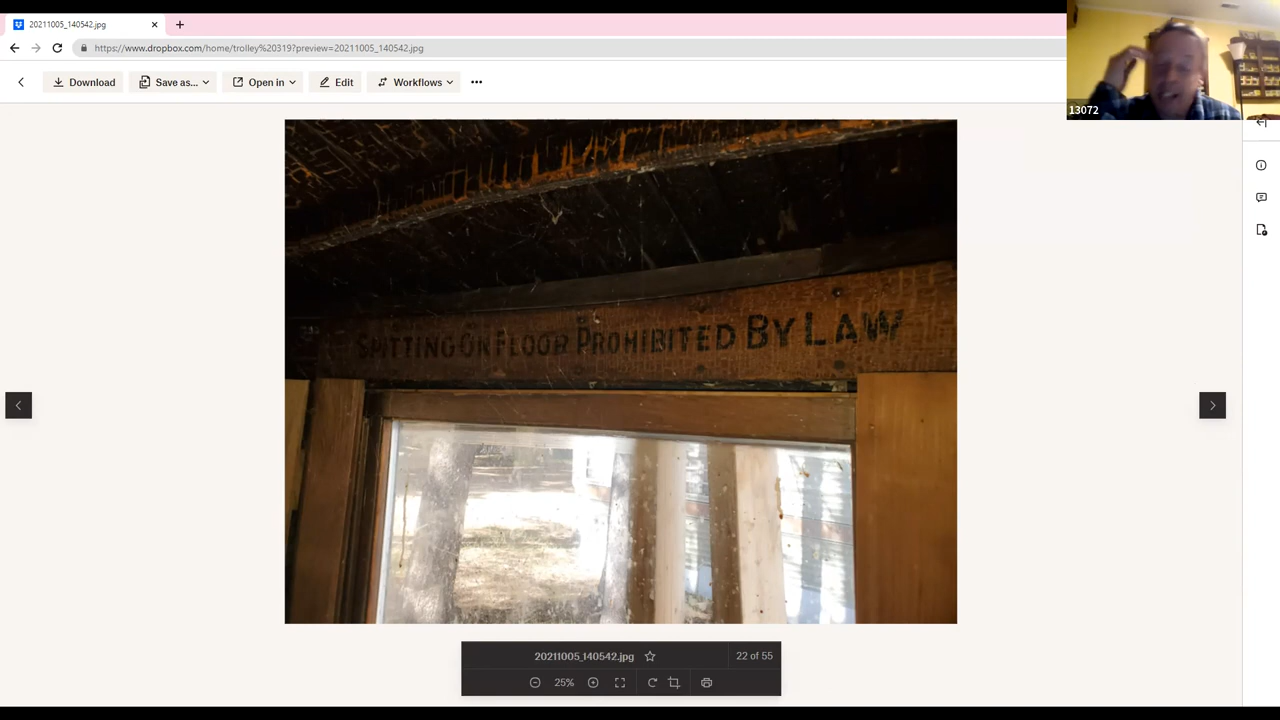 20211005_140542.jpg
https://www.dropbox.com/home/trolley%20319?preview=20211005_140542.jpg
Download
Save as...
Open in
Edit
Workflows
13072
SPITTING ON FLOOR PROHIBITED BY LAW
20211005_140542.jpg
22 of 55
25%